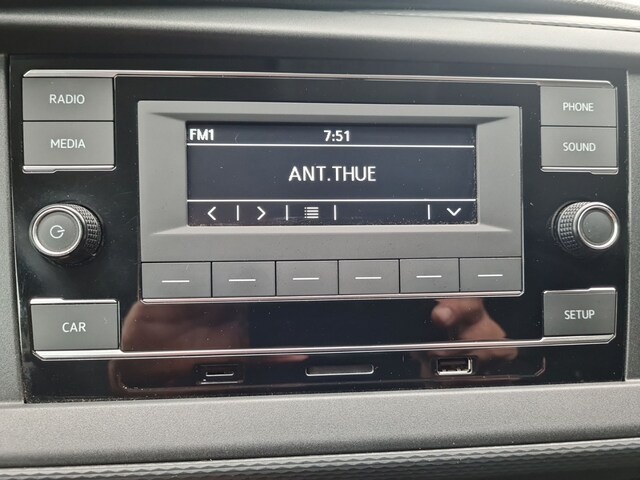 RADIO
MEDIA
FM1 7:51
ANT.THUE
PHONE
SOUND
CAR
SETUP